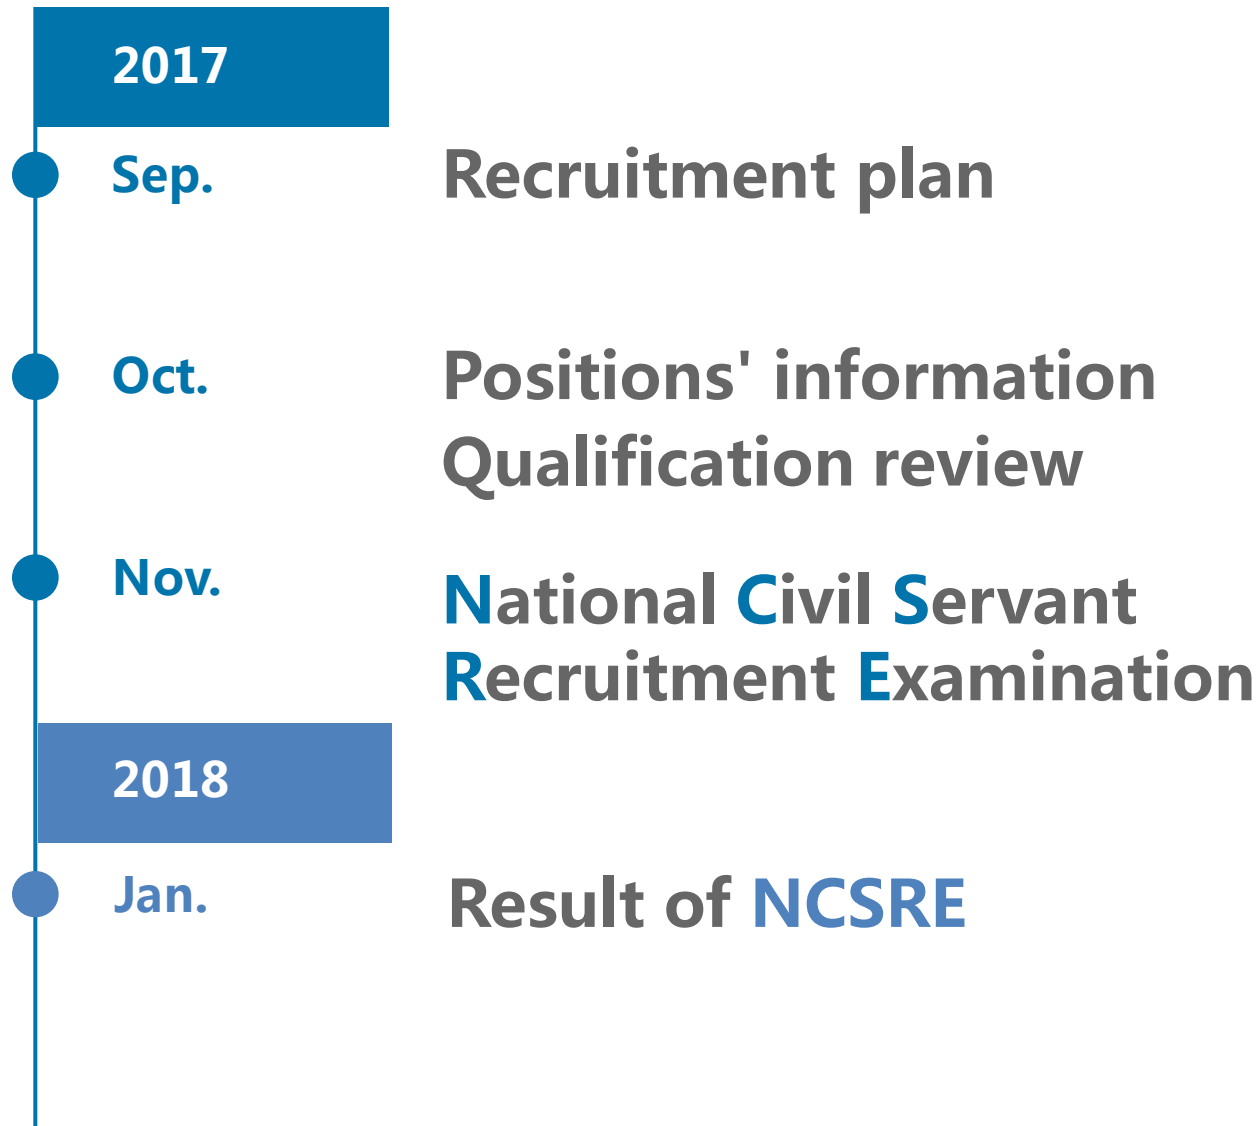 2017
Sep.
Recruitment plan
Oct.
Positions' information
Qualification review
Nov.
National Civil Servant
Recruitment Examination
2018
Jan.
Result of NCSRE